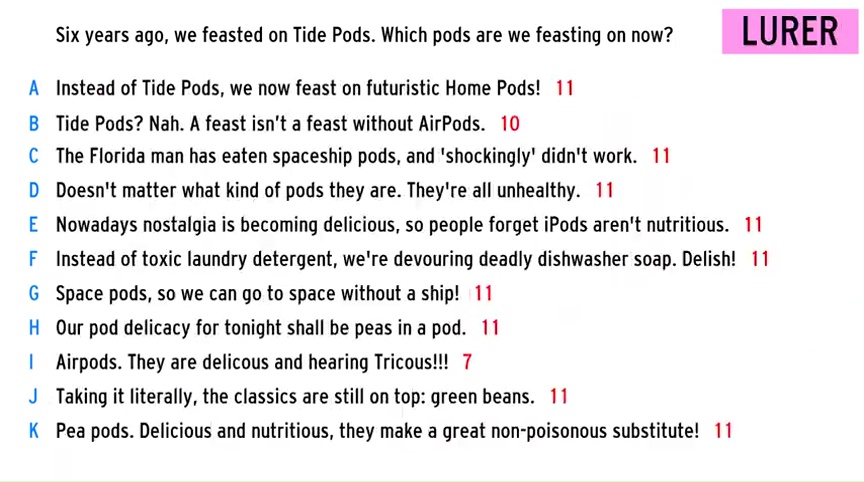 Six years ago, we feasted on Tide Pods. Which pods are we feasting on now?
LURER
A Instead of Tide Pods, we now feast on futuristic Home Pods! 11
B Tide Pods? Nah. A feast isn't a feast without AirPods. 10
C The Florida man has eaten spaceship pods, and 'shockingly' didn't work. 11
D Doesn't matter what kind of pods they are. They're all unhealthy. 11
E Nowadays nostalgia is becoming delicious, so people forget iPods aren't nutritious. 11
F Instead of toxic laundry detergent, we're devouring deadly dishwasher soap. Delish! 11
G Space pods, so we can go to space without a ship! 11
H Our pod delicacy for tonight shall be peas in a pod. 11
I Airpods. They are delicous and hearing Tricous!!! 7
J Taking it literally, the classics are still on top: green beans. 11
K Pea pods. Delicious and nutritious, they make a great non-poisonous substitute! 11